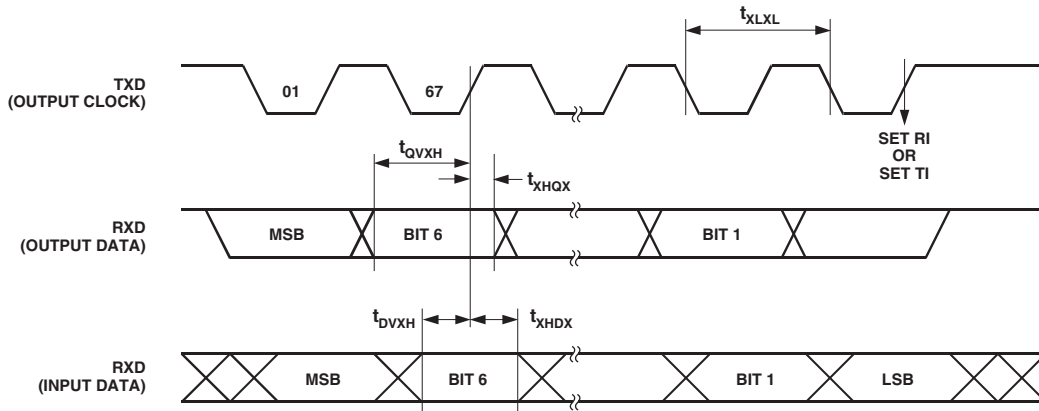 tXLXL
TXD
(OUTPUT CLOCK)
01
67
SET RI
OR
SET TI
tQVXH
tXHQX
RXD
(OUTPUT DATA)
MSB
BIT 6
BIT 1
tDVXH
tXHDX
RXD
(INPUT DATA)
MSB
BIT 6
BIT 1
LSB